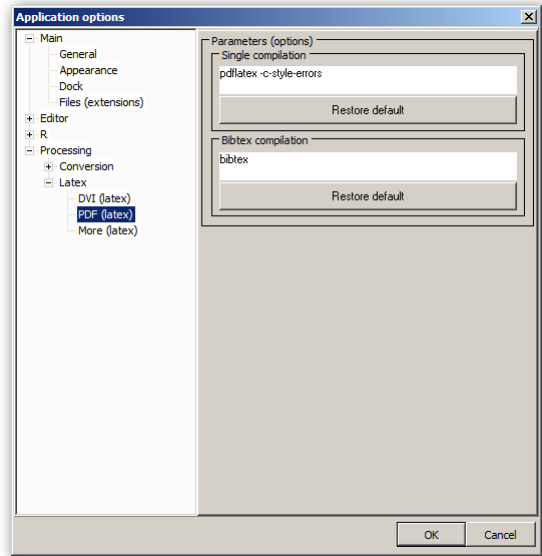 Application options
Main
General
Appearance
Dock
Files (extensions)
Editor
R
Processing
Conversion
Latex
DVI (latex)
PDF (latex)
More (latex)
Parameters (options)
Single compilation
pdflatex -c-style-errors
Restore default
Bibtex compilation
bibtex
Restore default
OK
Cancel